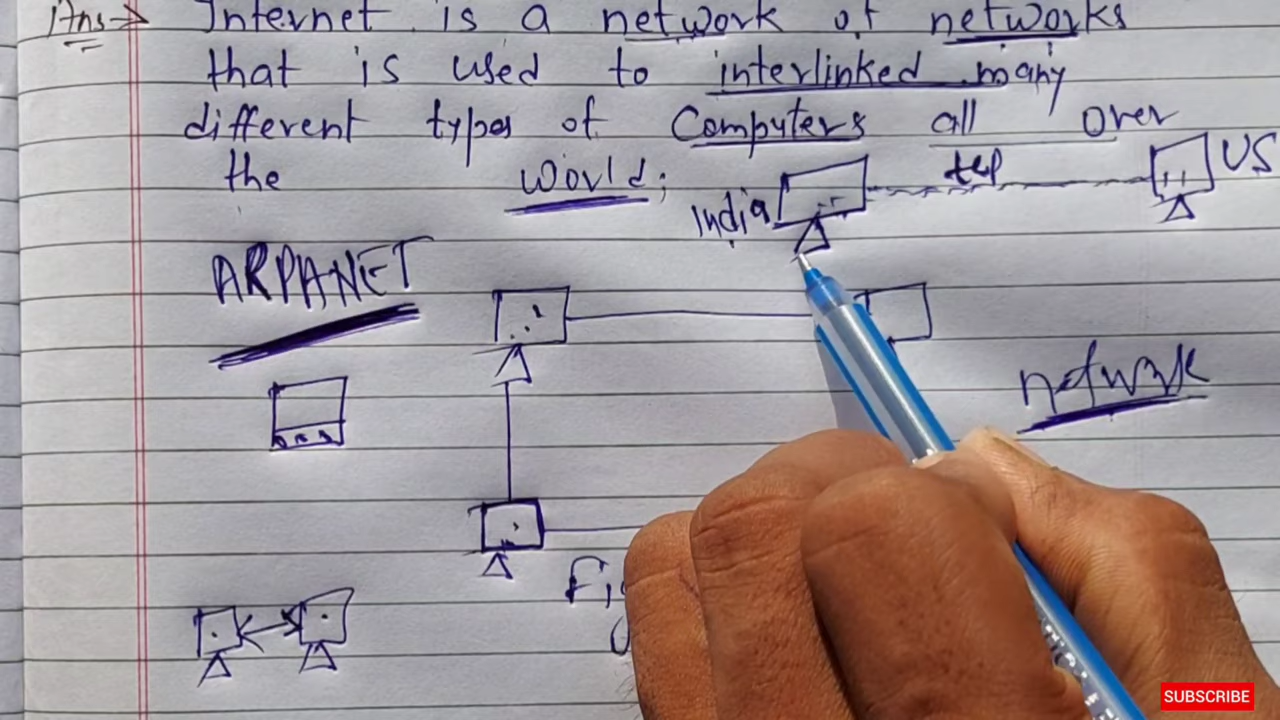 Ans → Internet is a network of networks
that is used to interlinked many
different types of Computers all over
the world;
India tcp US
ARPANET
network
Fig
SUBSCRIBE